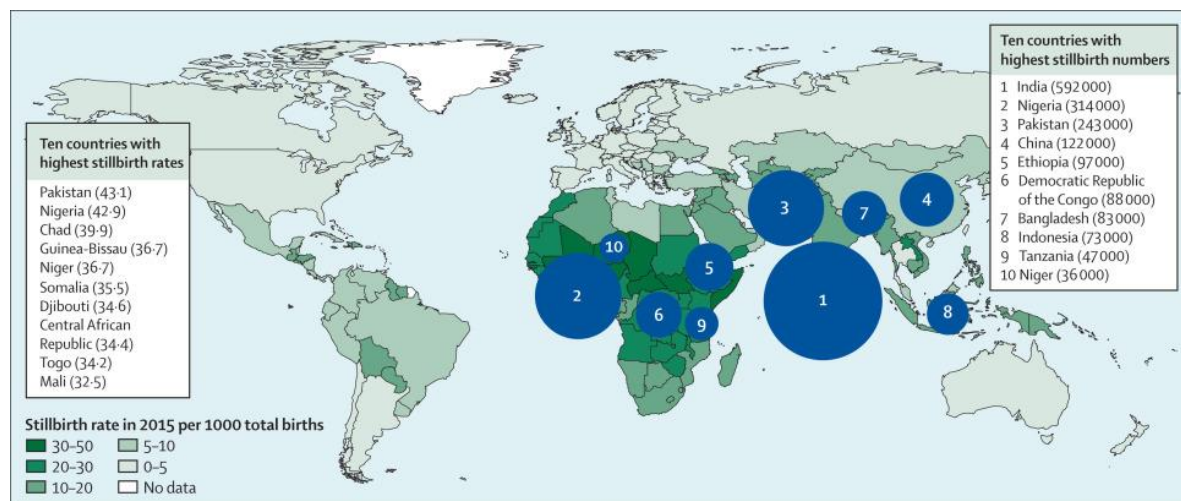 Ten countries with
highest stillbirth rates
Pakistan (43·1)
Nigeria (42·9)
Chad (39·9)
Guinea-Bissau (36·7)
Niger (36·7)
Somalia (35·5)
Djibouti (34·6)
Central African
Republic (34·4)
Togo (34·2)
Mali (32·5)
Ten countries with
highest stillbirth numbers
1 India (592 000)
2 Nigeria (314 000)
3 Pakistan (243 000)
4 China (122 000)
5 Ethiopia (97 000)
6 Democratic Republic
of the Congo (88 000)
7 Bangladesh (83 000)
8 Indonesia (73 000)
9 Tanzania (47 000)
10 Niger (36 000)
3
7
4
10
5
2
1
6
9
8
Stillbirth rate in 2015 per 1000 total births
30–50
20–30
10–20
5–10
0–5
No data